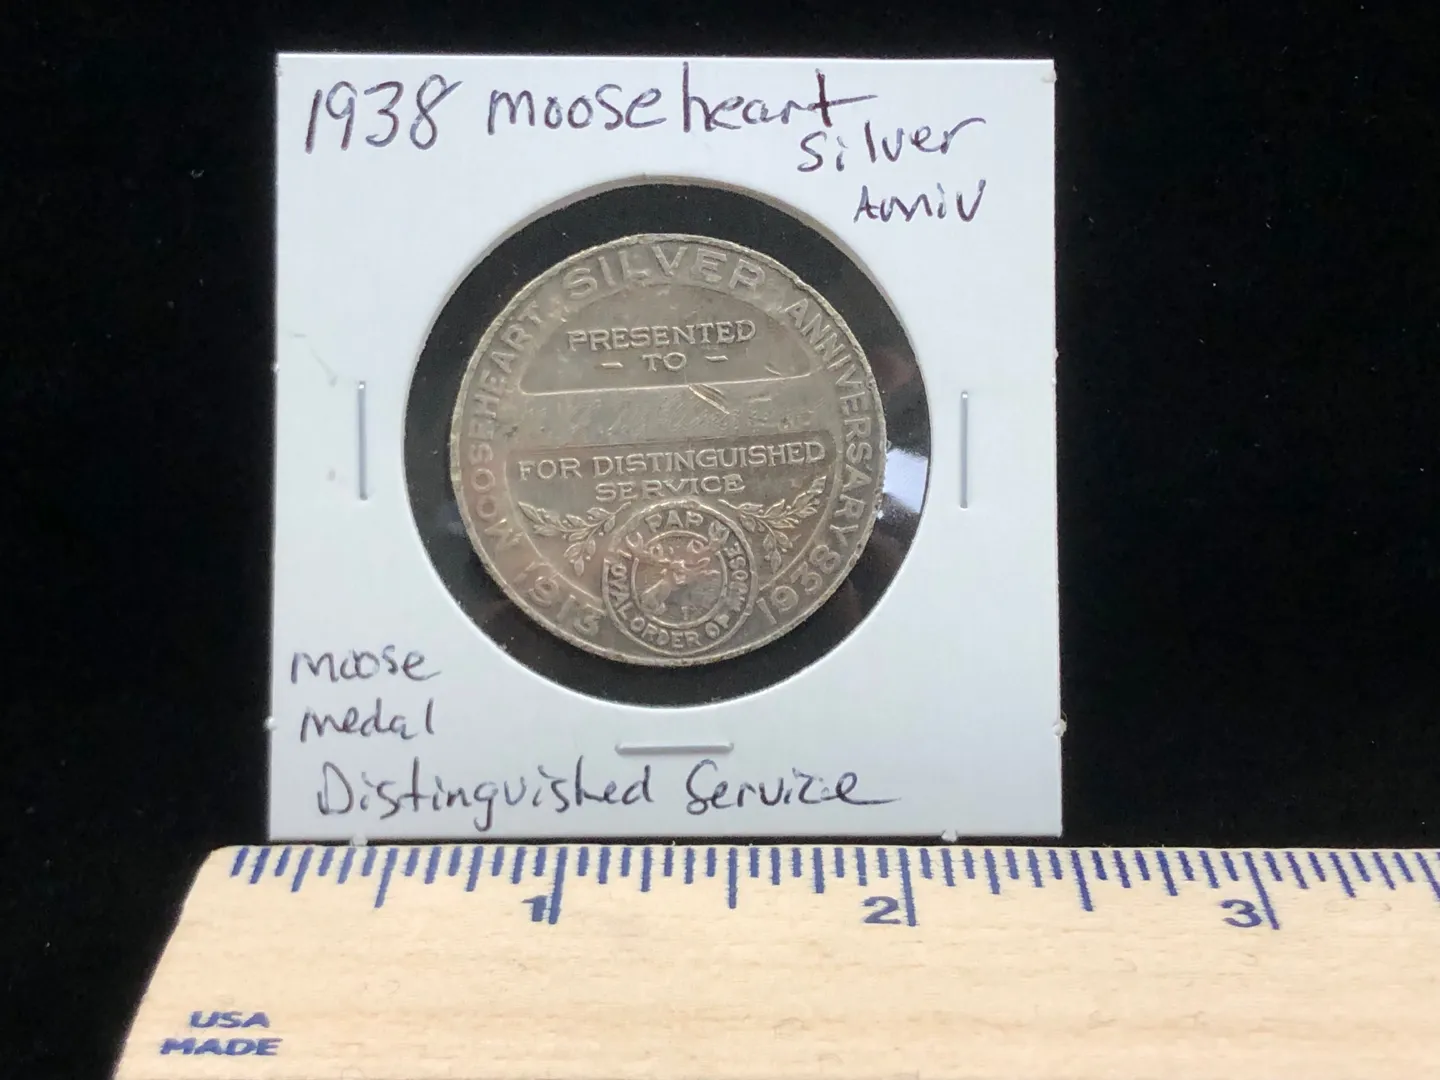 1938 mooseheart
silver
Anniv
MOOSEHEART SILVER ANNIVERSARY
PRESENTED
- TO -
FOR DISTINGUISHED
SERVICE
1913 1938
PAP
LOYAL ORDER OF MOOSE
moose
medal
Distinguished Service
1 2 3
USA
MADE